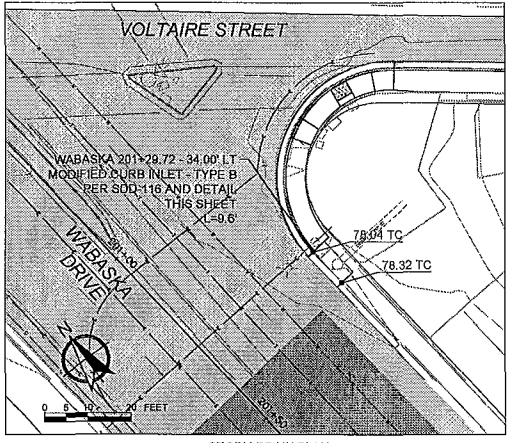 VOLTAIRE STREET
WABASKA 201+29.72 - 34.00' LT
MODIFIED CURB INLET - TYPE B
PER SDD-116 AND DETAIL
THIS SHEET
L=9.6'
78.04 TC
78.32 TC
WABASKA
DRIVE
201+00
N
0 5 10 20 FEET